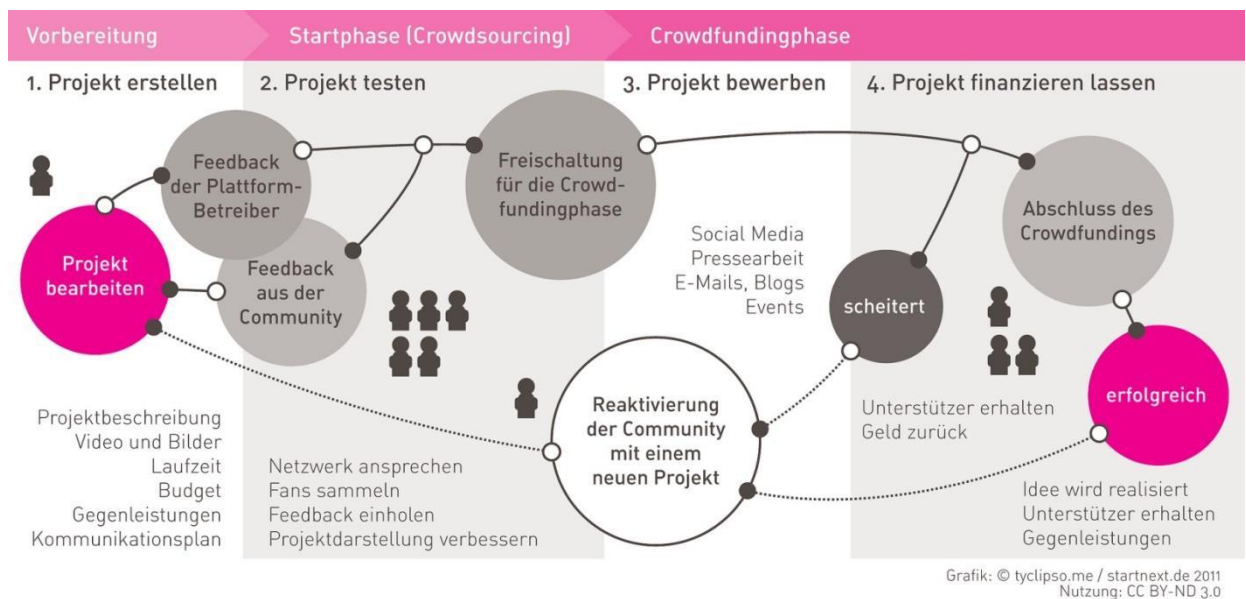 Vorbereitung
Startphase (Crowdsourcing)
Crowdfundingphase
1. Projekt erstellen
2. Projekt testen
3. Projekt bewerben
4. Projekt finanzieren lassen
Feedback
der Plattform-
Betreiber
Freischaltung
für die Crowd-
fundingphase
Projekt
bearbeiten
Feedback
aus der
Community
Social Media
Pressearbeit
E-Mails, Blogs
Events
scheitert
Abschluss des
Crowdfundings
erfolgreich
Reaktivierung
der Community
mit einem
neuen Projekt
Unterstützer erhalten
Geld zurück
Projektbeschreibung
Video und Bilder
Laufzeit
Budget
Gegenleistungen
Kommunikationsplan
Netzwerk ansprechen
Fans sammeln
Feedback einholen
Projektdarstellung verbessern
Idee wird realisiert
Unterstützer erhalten
Gegenleistungen
Grafik: © tyclipso.me / startnext.de 2011
Nutzung: CC BY-ND 3.0